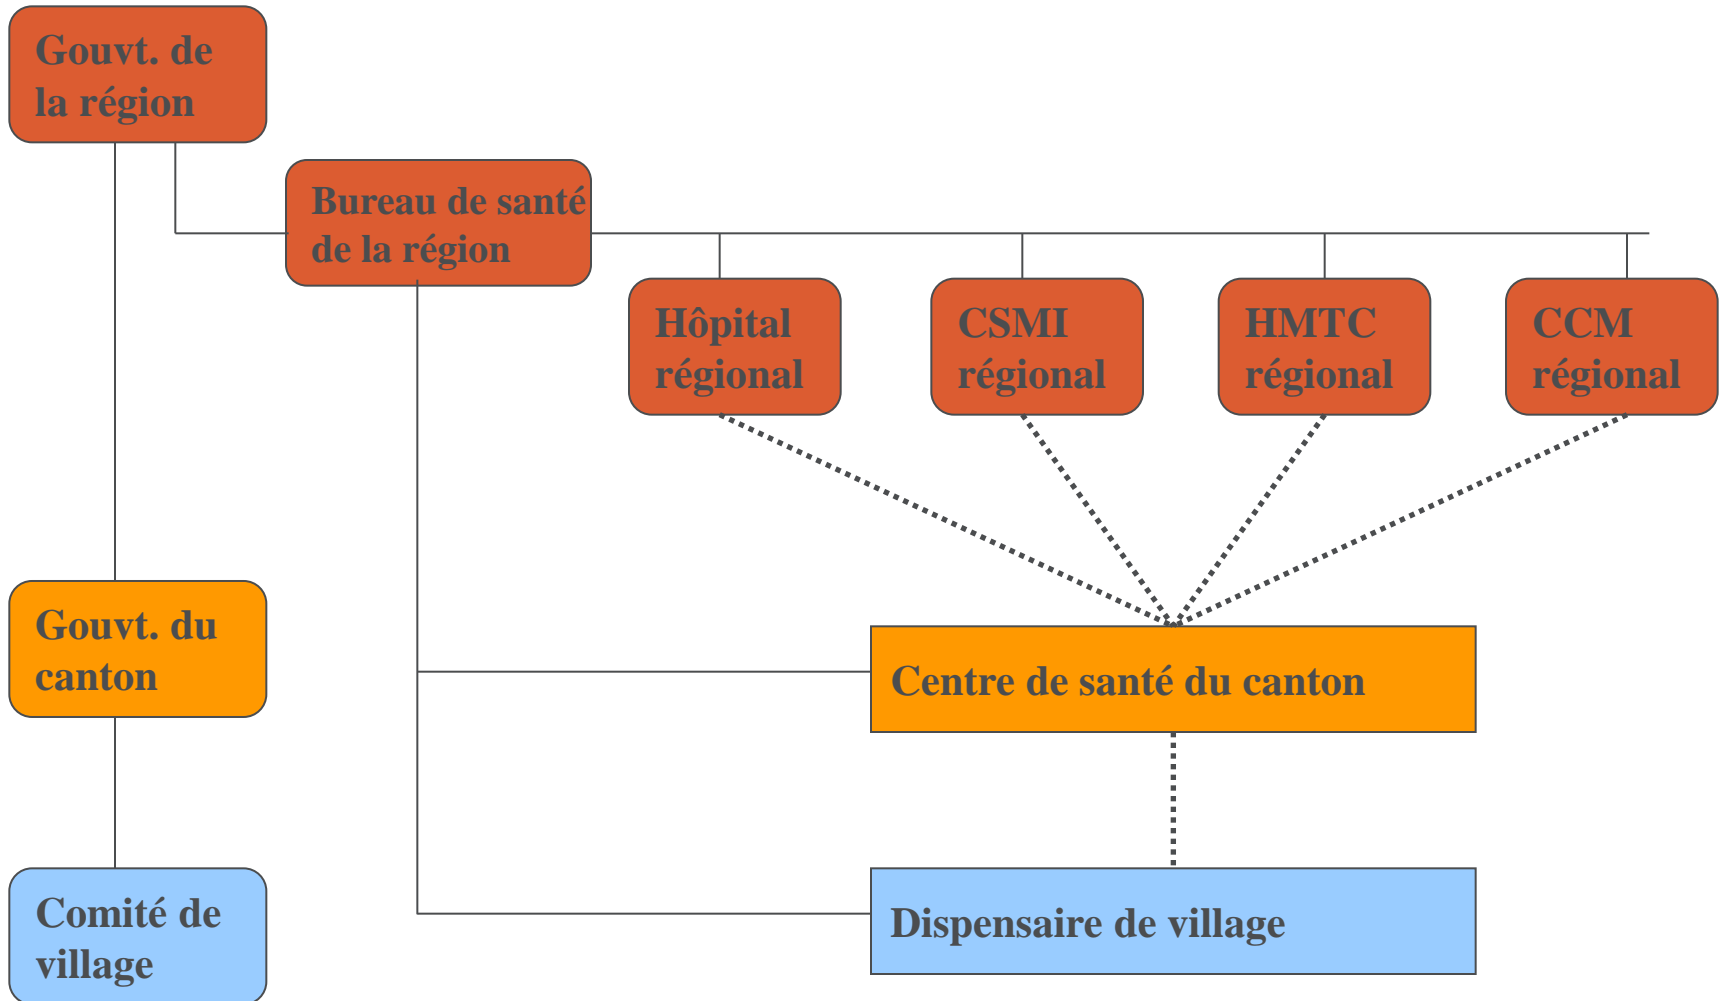 Gouvt. de
la région
Bureau de santé
de la région
Hôpital
régional
CSMI
régional
HMTC
régional
CCM
régional
Gouvt. du
canton
Centre de santé du canton
Comité de
village
Dispensaire de village